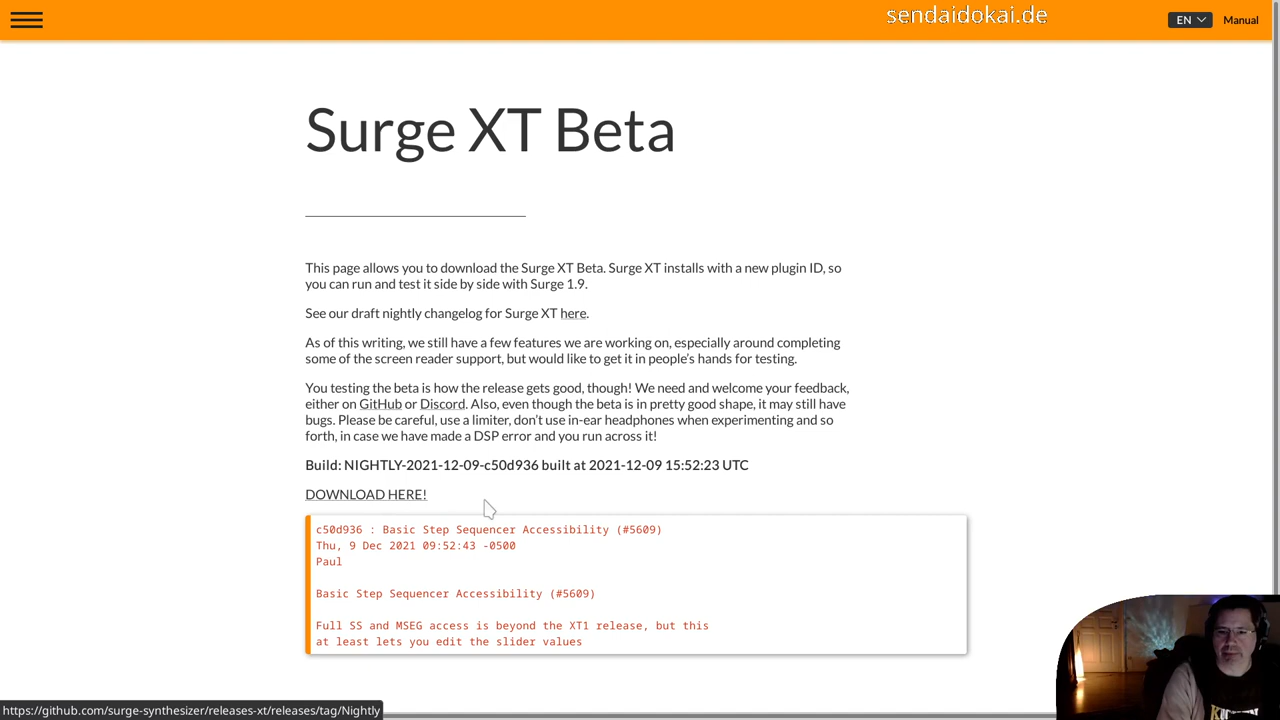 sendaidokai.de
EN
Manual
Surge XT Beta
This page allows you to download the Surge XT Beta. Surge XT installs with a new plugin ID, so
you can run and test it side by side with Surge 1.9.
See our draft nightly changelog for Surge XT here.
As of this writing, we still have a few features we are working on, especially around completing
some of the screen reader support, but would like to get it in people's hands for testing.
You testing the beta is how the release gets good, though! We need and welcome your feedback,
either on GitHub or Discord. Also, even though the beta is in pretty good shape, it may still have
bugs. Please be careful, use a limiter, don't use in-ear headphones when experimenting and so
forth, in case we have made a DSP error and you run across it!
Build: NIGHTLY-2021-12-09-c50d936 built at 2021-12-09 15:52:23 UTC
DOWNLOAD HERE!
c50d936 : Basic Step Sequencer Accessibility (#5609)
Thu, 9 Dec 2021 09:52:43 -0500
Paul
Basic Step Sequencer Accessibility (#5609)
Full SS and MSEG access is beyond the XT1 release, but this
at least lets you edit the slider values
https://github.com/surge-synthesizer/releases-xt/releases/tag/Nightly